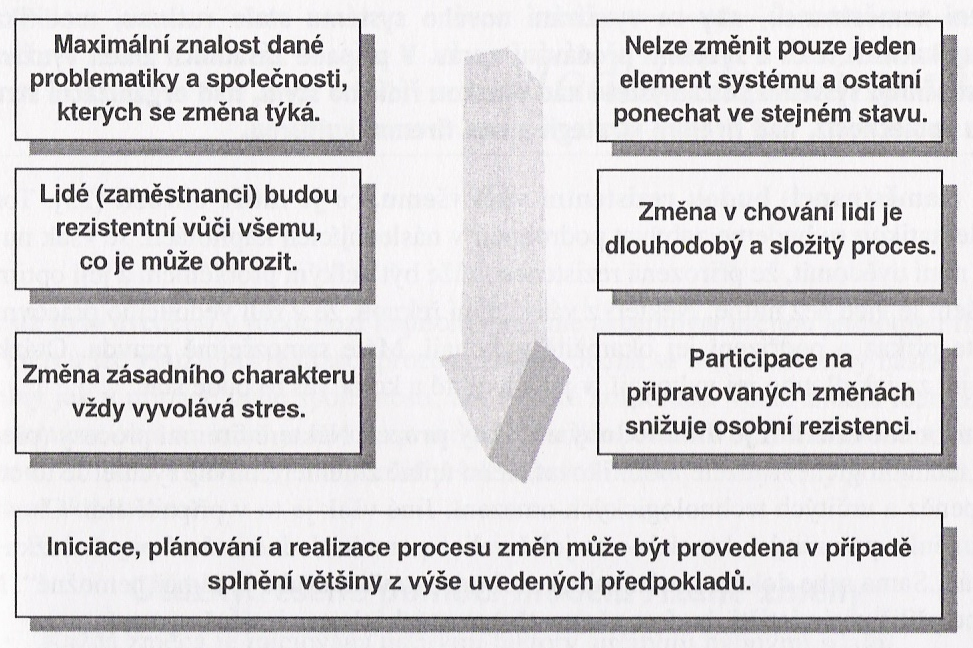 Maximální znalost dané
problematiky a společnosti,
kterých se změna týká.
Nelze změnit pouze jeden
element systému a ostatní
ponechat ve stejném stavu.
Lidé (zaměstnanci) budou
rezistentní vůči všemu,
co je může ohrozit.
Změna v chování lidí je
dlouhodobý a složitý proces.
Změna zásadního charakteru
vždy vyvolává stres.
Participace na
připravovaných změnách
snižuje osobní rezistenci.
Iniciace, plánování a realizace procesu změn může být provedena v případě
splnění většiny z výše uvedených předpokladů.